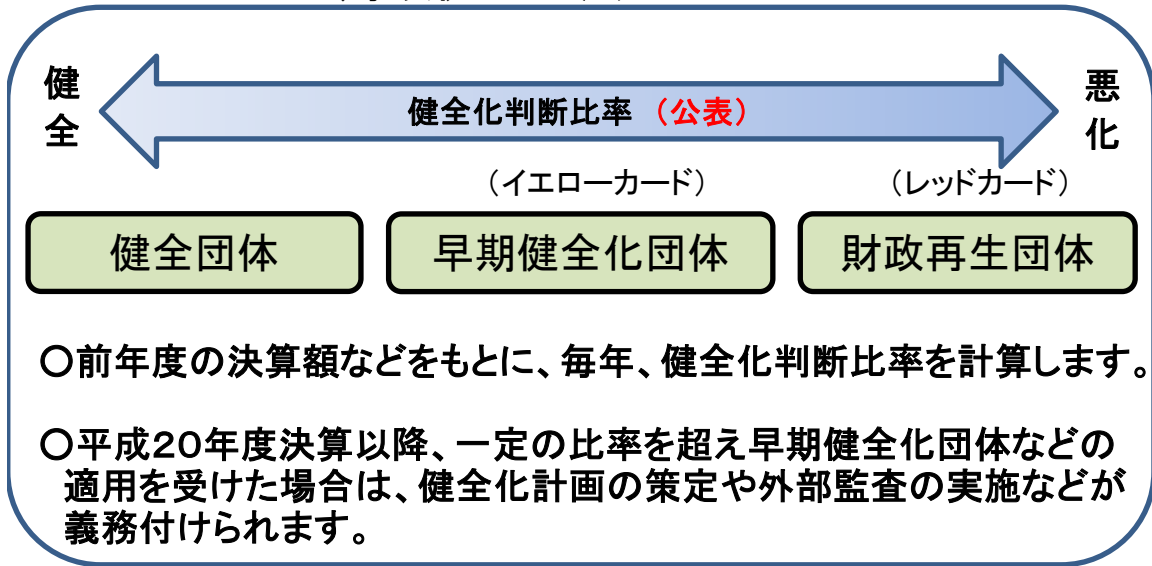 健全
悪化
健全化判断比率（公表）
（イエローカード）
（レッドカード）
健全団体
早期健全化団体
財政再生団体
○前年度の決算額などをもとに、毎年、健全化判断比率を計算します。
○平成２０年度決算以降、一定の比率を超え早期健全化団体などの
適用を受けた場合は、健全化計画の策定や外部監査の実施などが
義務付けられます。